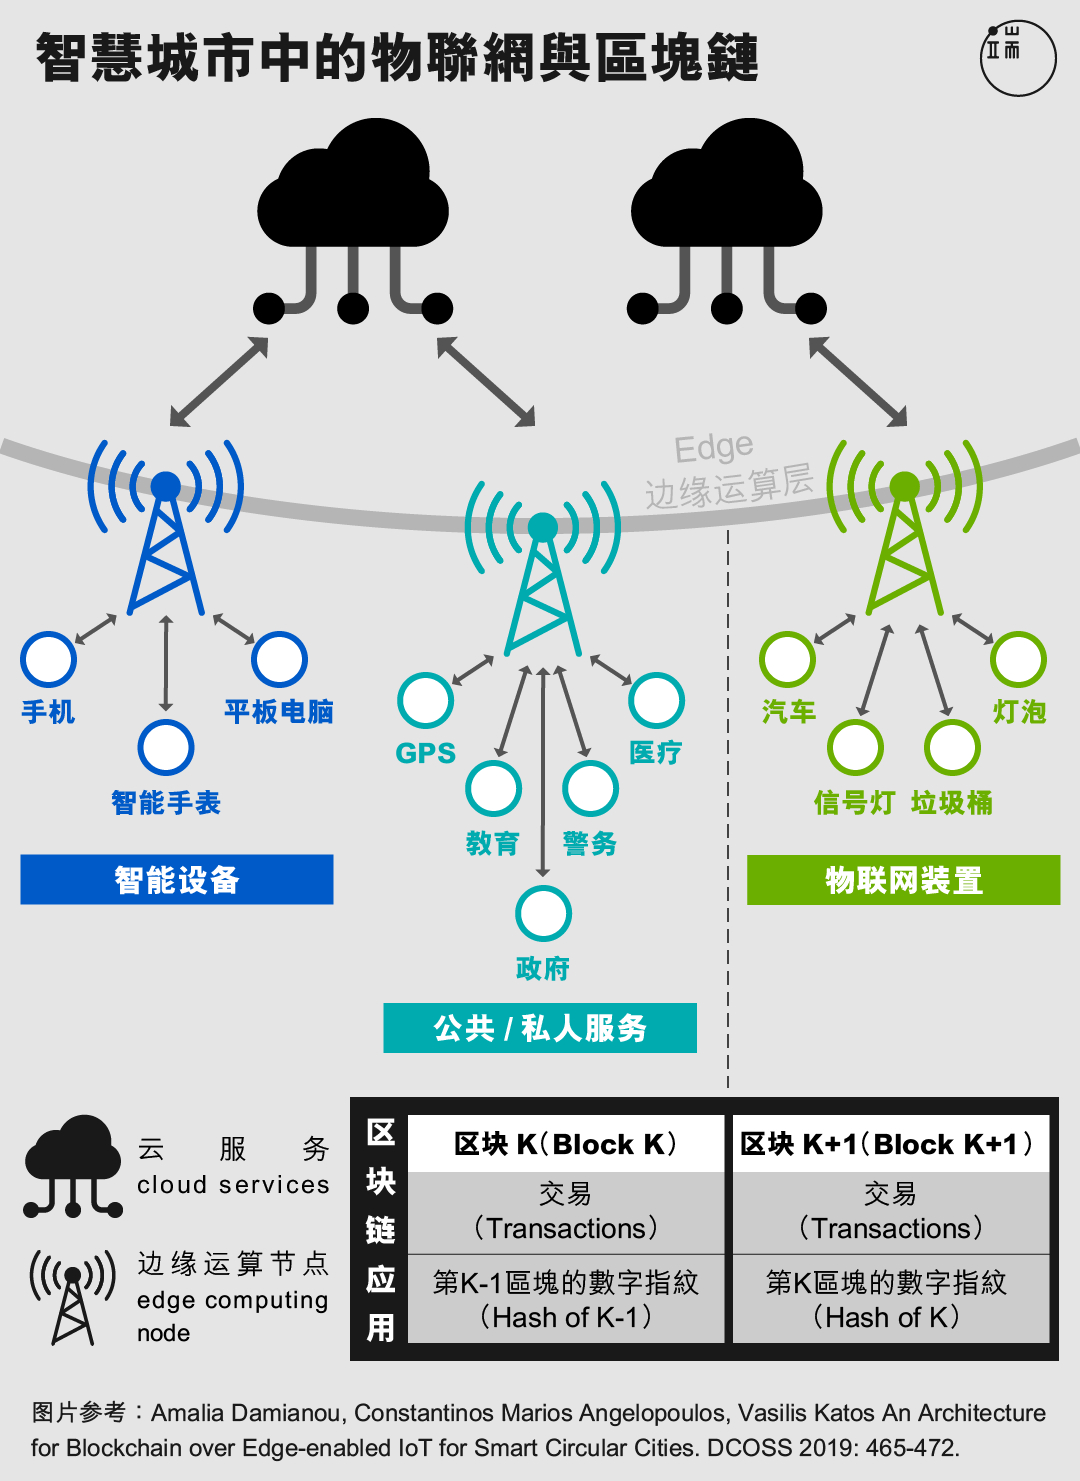 智慧城市中的物聯網與區塊鏈
端
Edge
边缘运算层
手机
平板电脑
智能手表
智能设备
GPS
医疗
教育
警务
政府
公共 / 私人服务
汽车
灯泡
信号灯
垃圾桶
物联网装置
云服务
cloud services
边缘运算节点
edge computing
node
区块链应用
区块 K（Block K）
交易
（Transactions）
第K-1區塊的數字指紋
（Hash of K-1）
区块 K+1（Block K+1）
交易
（Transactions）
第K區塊的數字指紋
（Hash of K）
图片参考：Amalia Damianou, Constantinos Marios Angelopoulos, Vasilis Katos An Architecture
for Blockchain over Edge-enabled IoT for Smart Circular Cities. DCOSS 2019: 465-472.